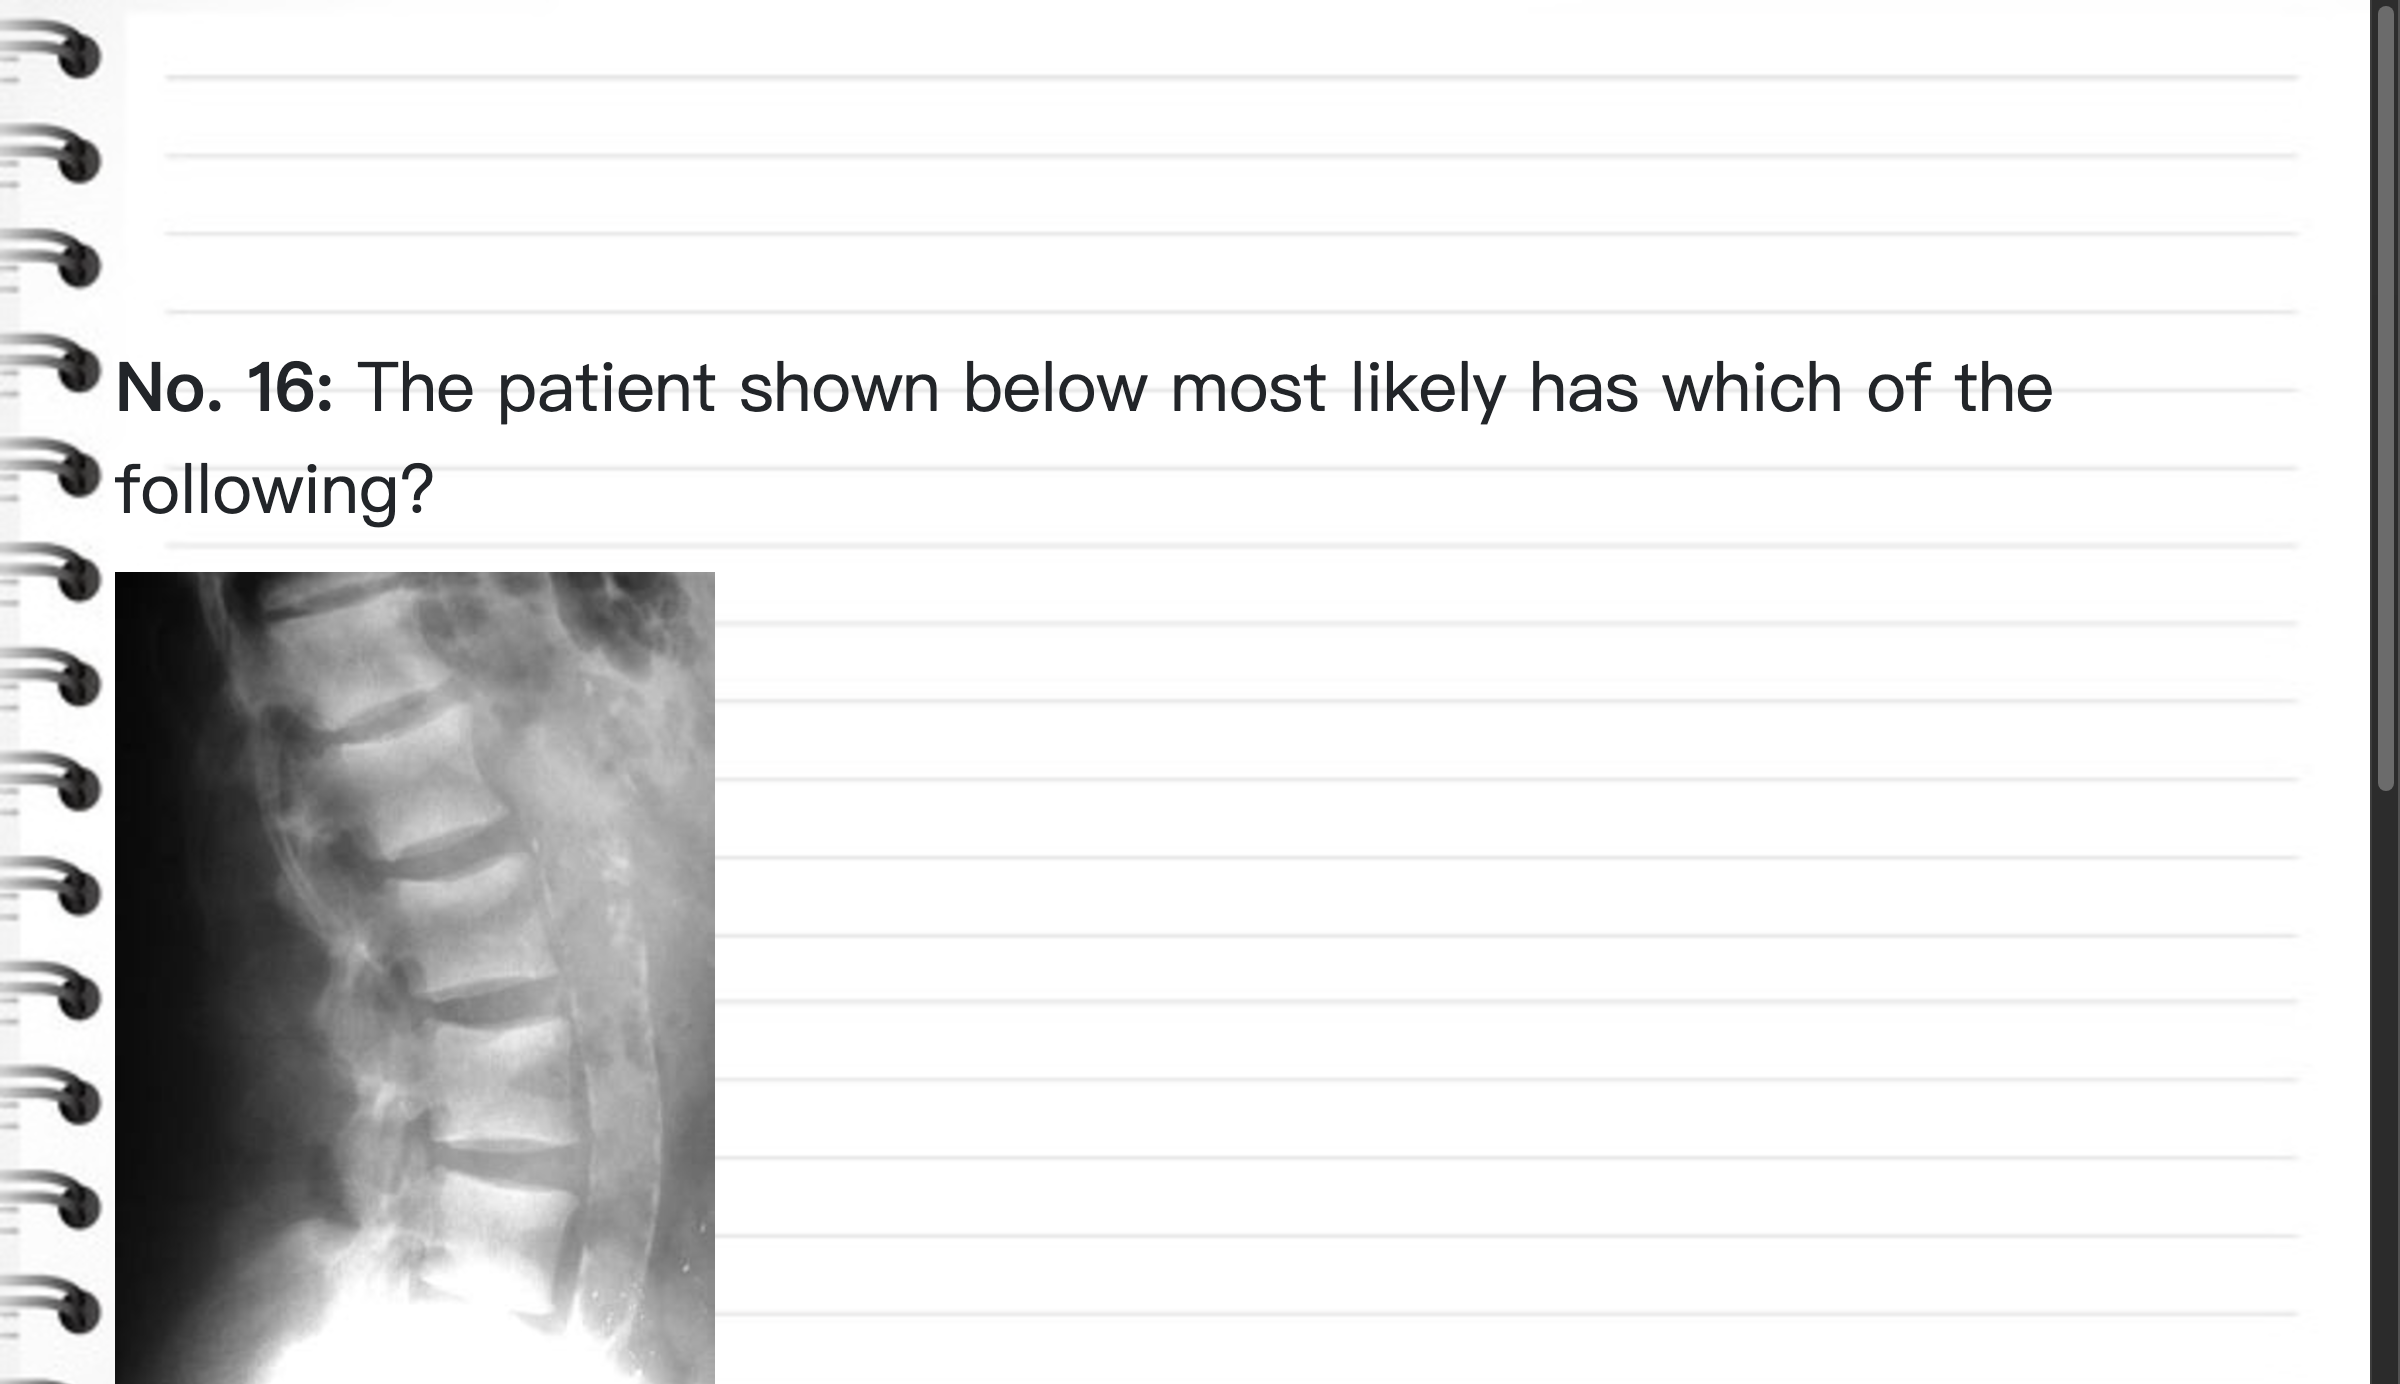 No. 16: The patient shown below most likely has which of the
following?